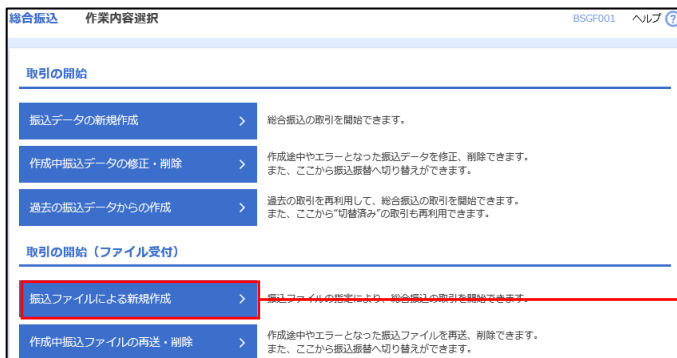 総合振込 作業内容選択 BSGF001 ヘルプ ?
取引の開始
振込データの新規作成 > 総合振込の取引を開始できます。
作成中振込データの修正・削除 > 作成途中やエラーとなった振込データを修正、削除できます。
また、ここから振込振替へ切り替えができます。
過去の振込データからの作成 > 過去の取引を再利用して、総合振込の取引を開始できます。
また、ここから"切替済み"の取引も再利用できます。
取引の開始（ファイル受付）
振込ファイルによる新規作成 > 振込ファイルの指定により、総合振込の取引を開始できます。
作成中振込ファイルの再送・削除 > 作成途中やエラーとなった振込ファイルを再送、削除できます。
また、ここから振込振替へ切り替えができます。